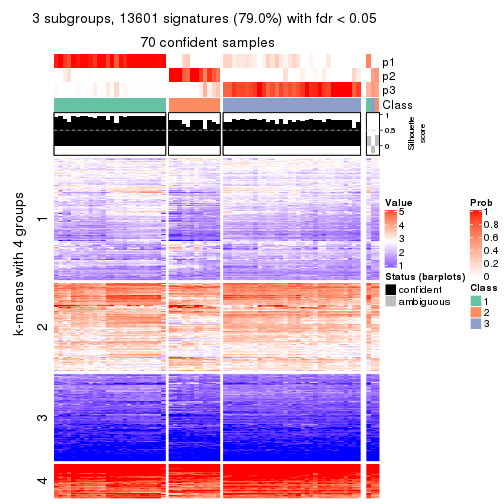 3 subgroups, 13601 signatures (79.0%) with fdr < 0.05
70 confident samples
p1
p2
p3
Class
1
0.5
0
Silhouette
score
k-means with 4 groups
1
2
3
4
Value
5
4
3
2
1
Status (barplots)
confident
ambiguous
Prob
1
0.8
0.6
0.4
0.2
0
Class
1
2
3